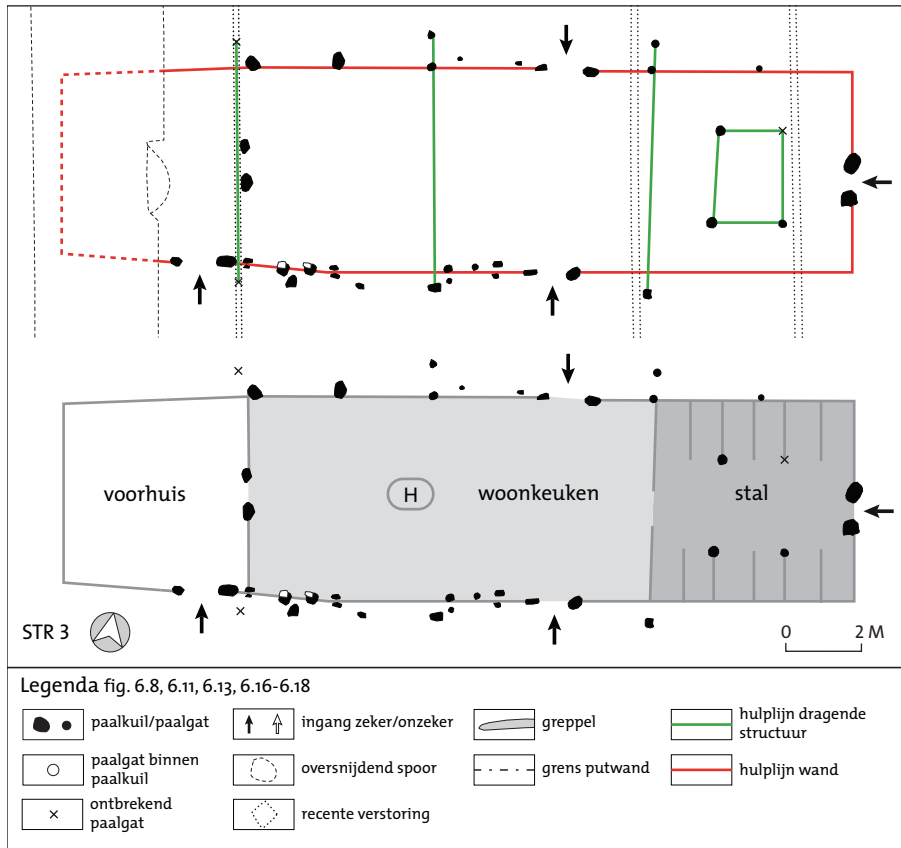 voorhuis
H
woonkeuken
stal
STR 3
0 2 M
Legenda fig. 6.8, 6.11, 6.13, 6.16-6.18
paalkuil/paalgat
ingang zeker/onzeker
greppel
hulplijn dragende
structuur
paalgat binnen
paalkuil
oversnijdend spoor
grens putwand
hulplijn wand
ontbrekend
paalgat
recente verstoring